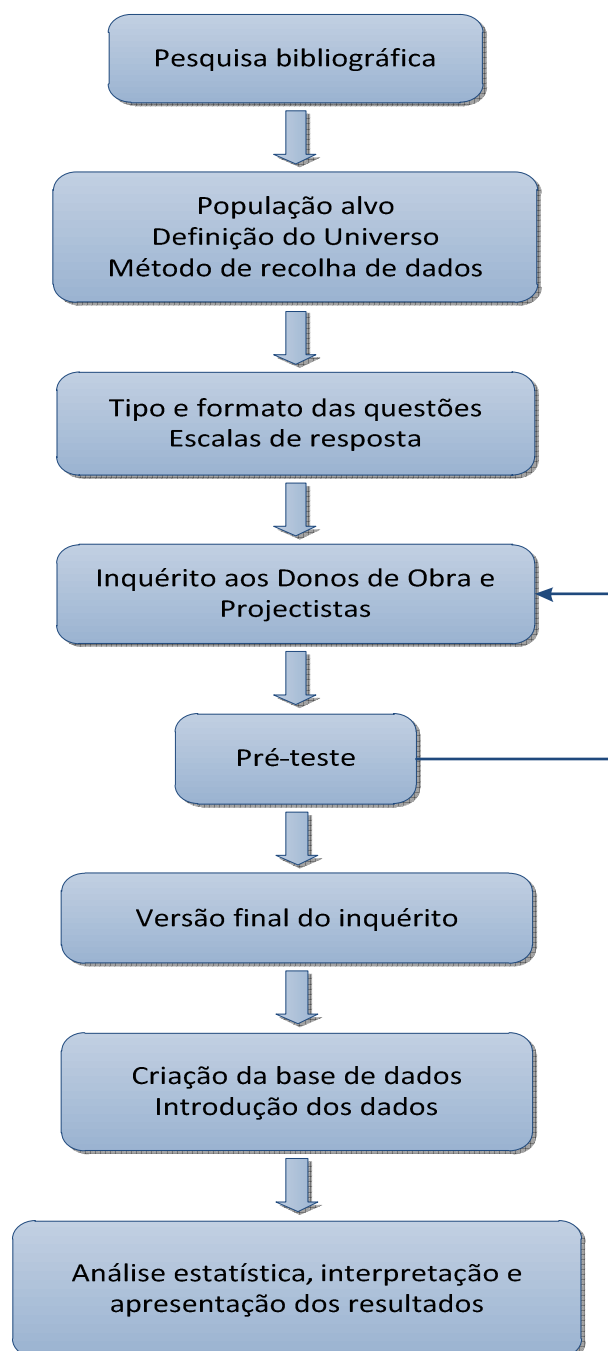 Pesquisa bibliográfica
População alvo
Definição do Universo
Método de recolha de dados
Tipo e formato das questões
Escalas de resposta
Inquérito aos Donos de Obra e
Projectistas
Pré-teste
Versão final do inquérito
Criação da base de dados
Introdução dos dados
Análise estatística, interpretação e
apresentação dos resultados